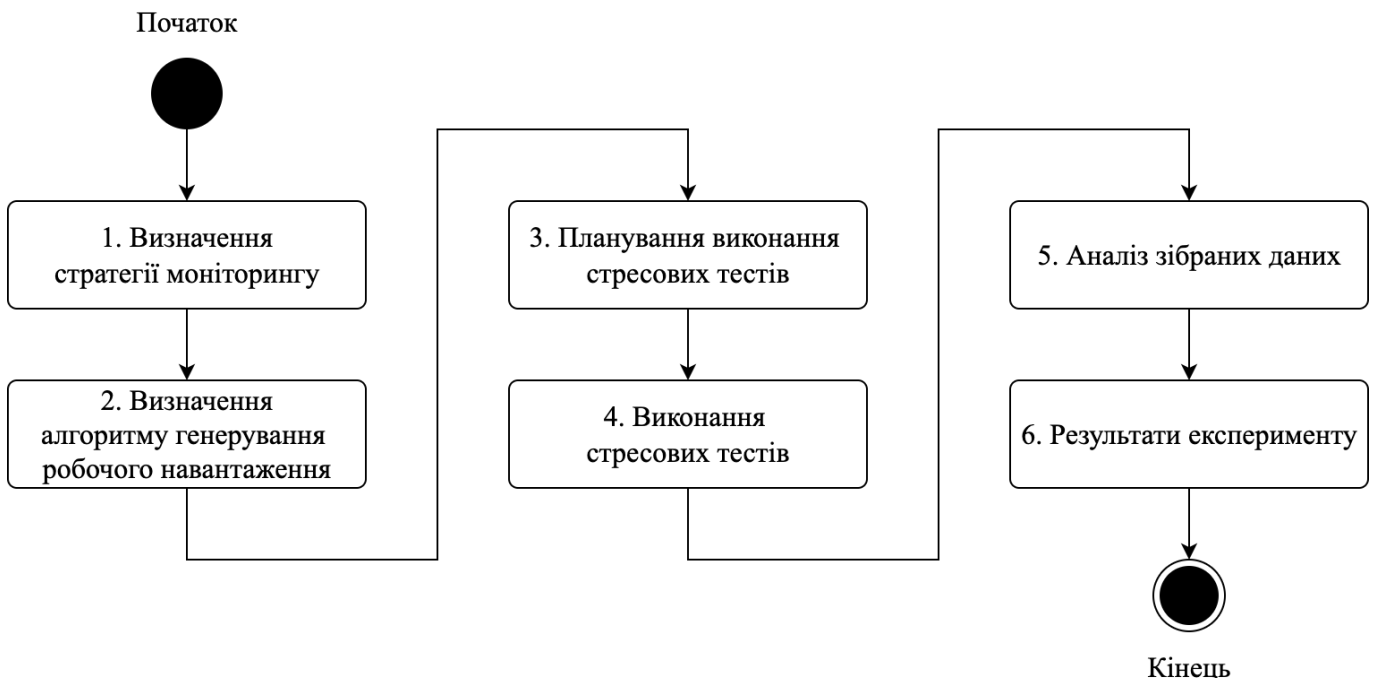 Початок
1. Визначення
стратегії моніторингу
2. Визначення
алгоритму генерування
робочого навантаження
3. Планування виконання
стресових тестів
4. Виконання
стресових тестів
5. Аналіз зібраних даних
6. Результати експерименту
Кінець